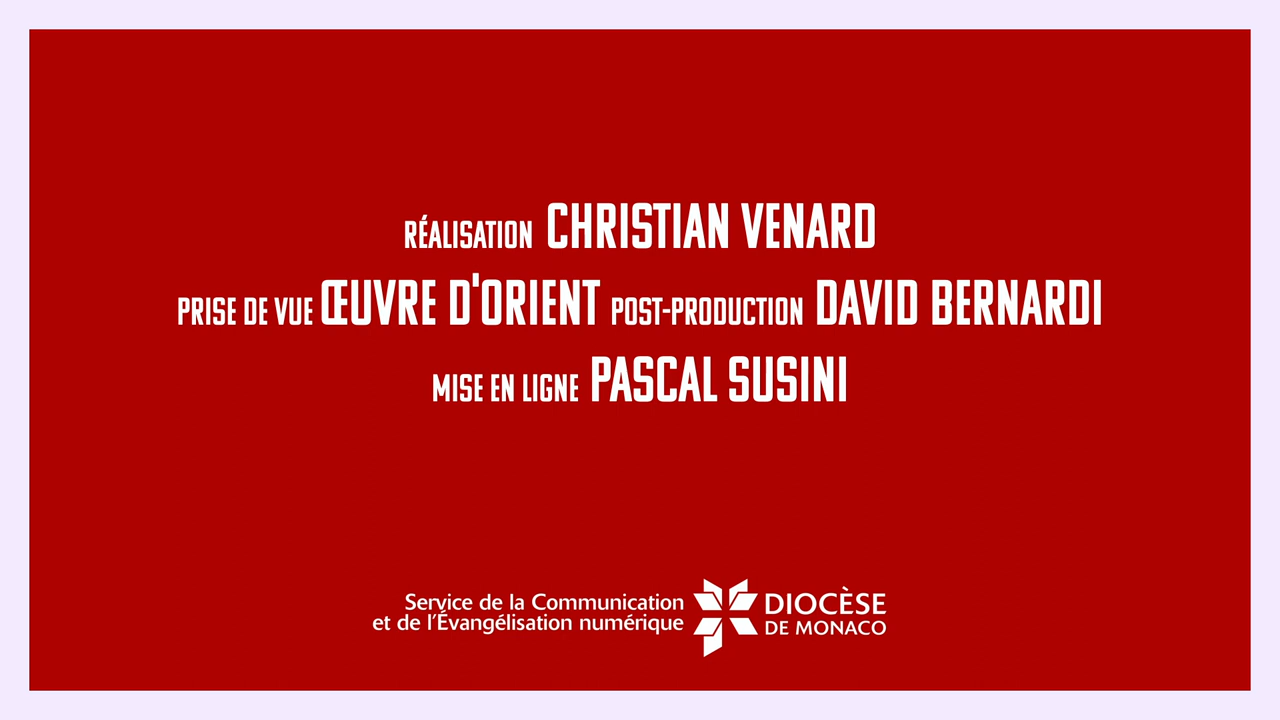 RÉALISATION CHRISTIAN VENARD
PRISE DE VUE ŒUVRE D'ORIENT POST-PRODUCTION DAVID BERNARDI
MISE EN LIGNE PASCAL SUSINI
Service de la Communication
et de l'Évangélisation numérique
DIOCÈSE
DE MONACO